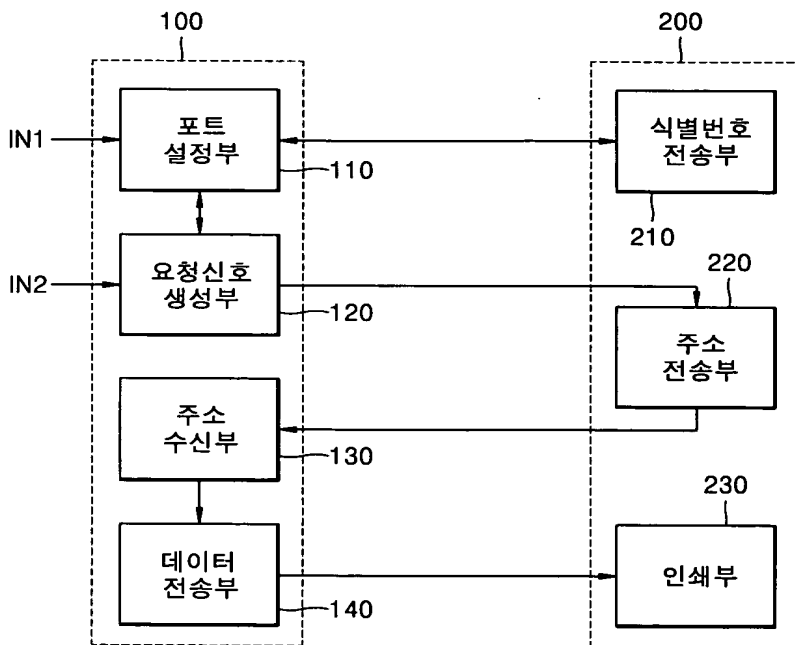 100
200
IN1
포트
설정부
110
식별번호
전송부
210
IN2
요청신호
생성부
120
220
주소
전송부
주소
수신부
130
230
데이터
전송부
140
인쇄부